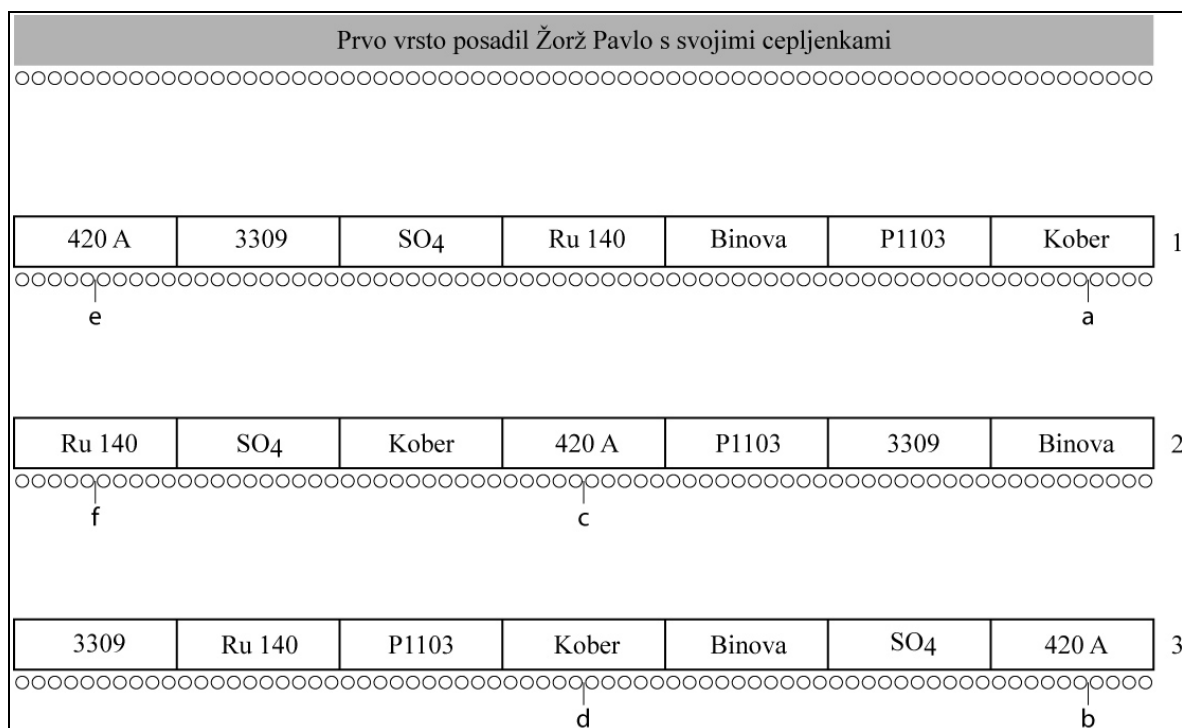 Prvo vrsto posadil Žorž Pavlo s svojimi cepljenkami
420 A 3309 SO4 Ru 140 Binova P1103 Kober 1
e a
Ru 140 SO4 Kober 420 A P1103 3309 Binova 2
f c
3309 Ru 140 P1103 Kober Binova SO4 420 A 3
d b